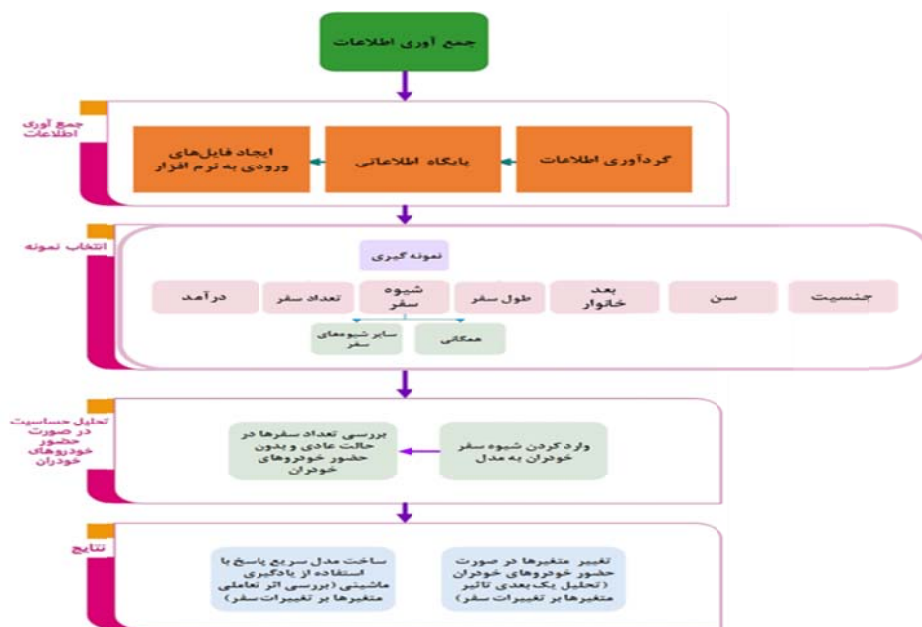 جمع آوری اطلاعات
جمع آوری
اطلاعات
گردآوری اطلاعات
پایگاه اطلاعاتی
ایجاد فایل‌های
ورودی به نرم افزار
انتخاب نمونه
نمونه گیری
جنسیت
سن
بعد
خانوار
طول سفر
شیوه
سفر
تعداد سفر
درآمد
همگانی
سایر شیوه‌های
سفر
تحلیل حساسیت
در صورت
حضور
خودروهای
خودران
وارد کردن شیوه سفر
خودران به مدل
بررسی تعداد سفرها در
حالت عادی و بدون
حضور خودروهای
خودران
نتایج
تغییر متغیرها در صورت
حضور خودروهای خودران
(تحلیل یک بعدی تاثیر
متغیرها بر تغییرات سفر)
ساخت مدل سریع پاسخ با
استفاده از یادگیری
ماشینی (بررسی اثر تعاملی
متغیرها بر تغییرات سفر)